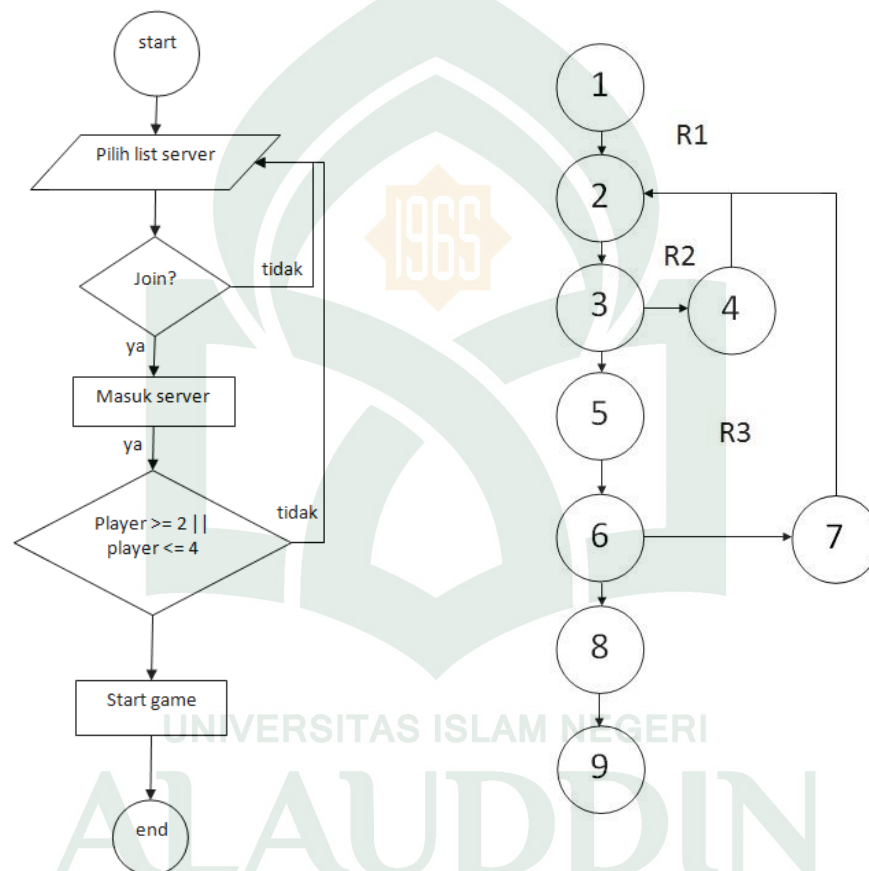 start
Pilih list server
Join?
tidak
ya
Masuk server
ya
Player >= 2 ||
player <= 4
tidak
Start game
end
1
R1
2
R2
3
4
5
R3
6
7
8
9
1965
UNIVERSITAS ISLAM NEGERI
ALAUDDIN